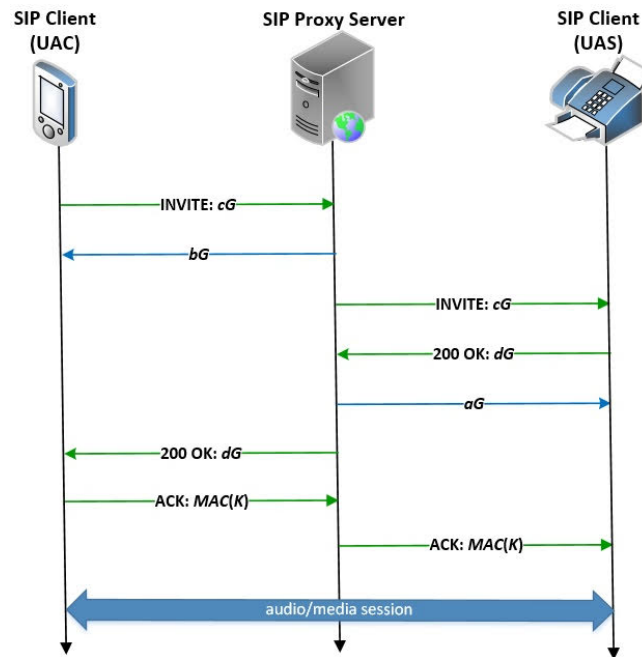 SIP Client
(UAC)
SIP Proxy Server
SIP Client
(UAS)
INVITE: cG
bG
INVITE: cG
200 OK: dG
aG
200 OK: dG
ACK: MAC(K)
ACK: MAC(K)
audio/media session